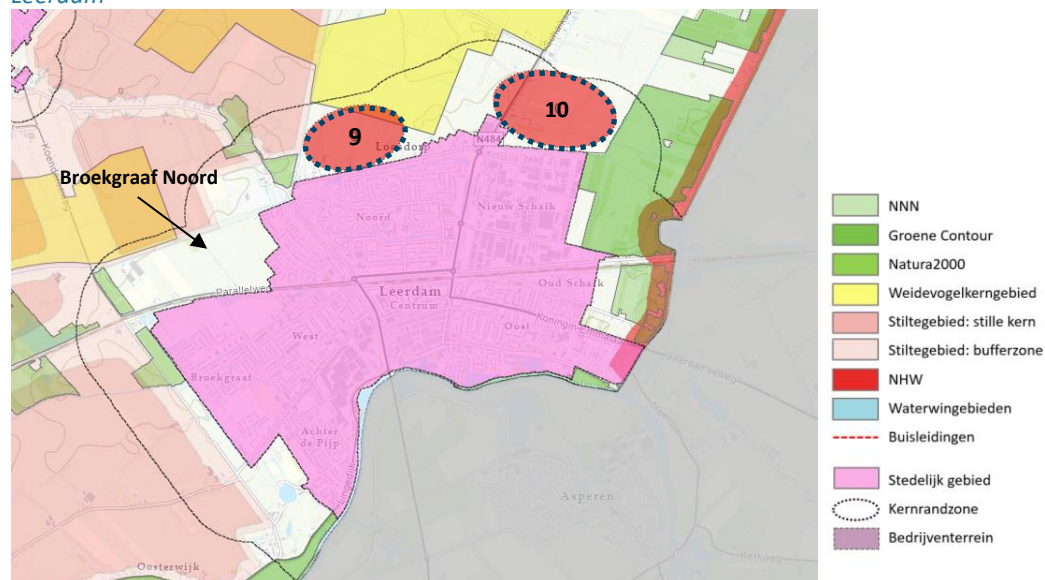 Leerdam
9
10
Loosdorp
N484
Broekgraaf Noord
Noord
Nieuw Schaik
Parallelweg
Leerdam
Centrum
Oud Schaik
West
Oost
Broekgraaf
Achter
de Pijp
Asperen
Kerkweg
Oosterwijk
NNN
Groene Contour
Natura2000
Weidevogelkerngebied
Stiltegebied: stille kern
Stiltegebied: bufferzone
NHW
Waterwingebieden
Buisleidingen
Stedelijk gebied
Kernrandzone
Bedrijventerrein